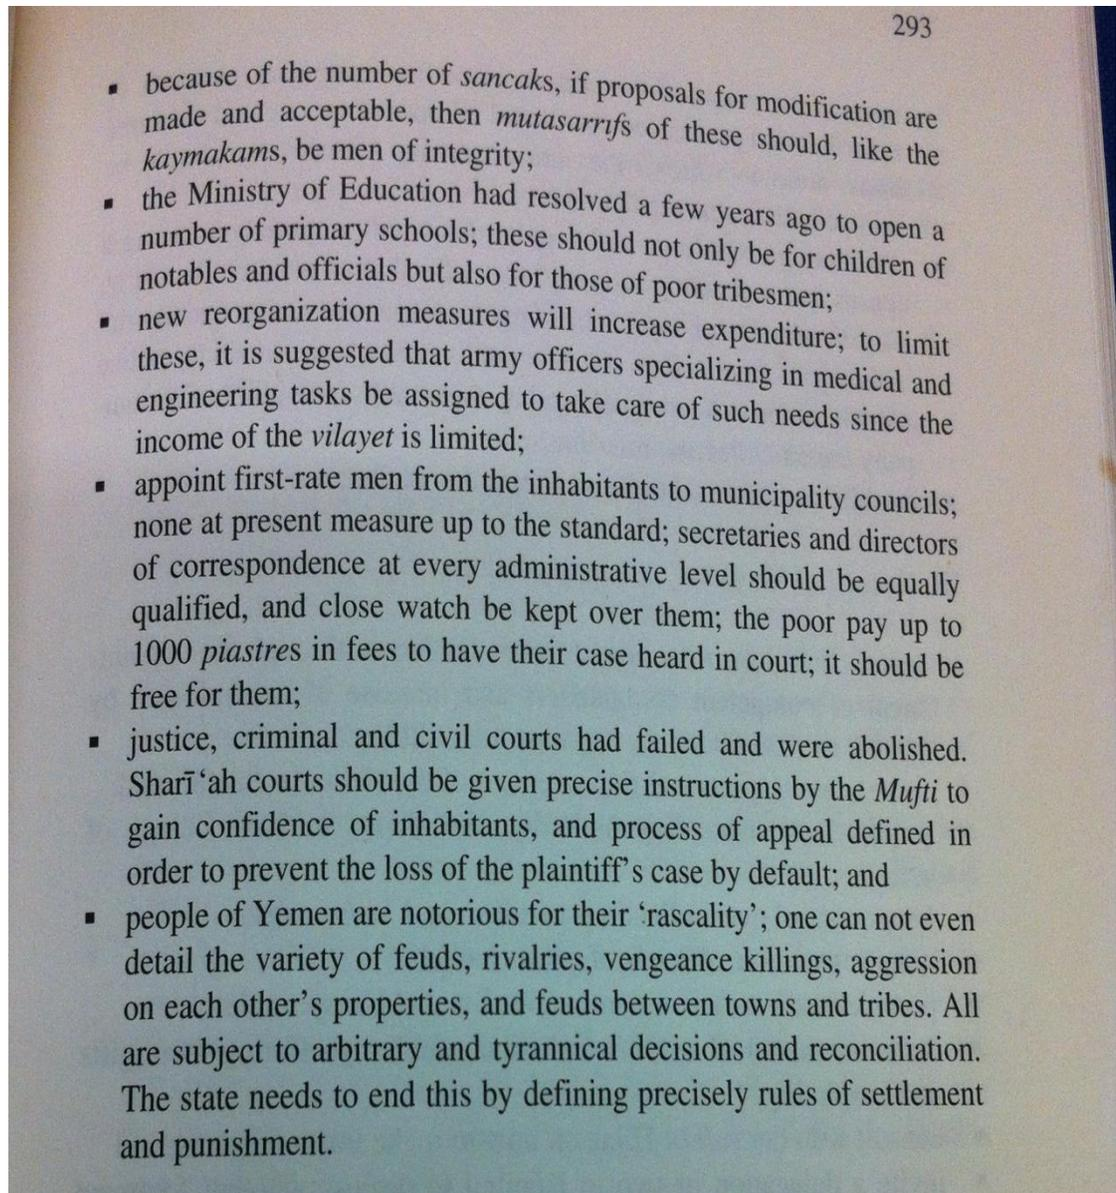 293
▪ because of the number of sancaks, if proposals for modification are
made and acceptable, then mutasarrıfs of these should, like the
kaymakams, be men of integrity;
▪ the Ministry of Education had resolved a few years ago to open a
number of primary schools; these should not only be for children of
notables and officials but also for those of poor tribesmen;
▪ new reorganization measures will increase expenditure; to limit
these, it is suggested that army officers specializing in medical and
engineering tasks be assigned to take care of such needs since the
income of the vilayet is limited;
▪ appoint first-rate men from the inhabitants to municipality councils;
none at present measure up to the standard; secretaries and directors
of correspondence at every administrative level should be equally
qualified, and close watch be kept over them; the poor pay up to
1000 piastres in fees to have their case heard in court; it should be
free for them;
▪ justice, criminal and civil courts had failed and were abolished.
Sharī‘ah courts should be given precise instructions by the Mufti to
gain confidence of inhabitants, and process of appeal defined in
order to prevent the loss of the plaintiff’s case by default; and
▪ people of Yemen are notorious for their ‘rascality’; one can not even
detail the variety of feuds, rivalries, vengeance killings, aggression
on each other’s properties, and feuds between towns and tribes. All
are subject to arbitrary and tyrannical decisions and reconciliation.
The state needs to end this by defining precisely rules of settlement
and punishment.